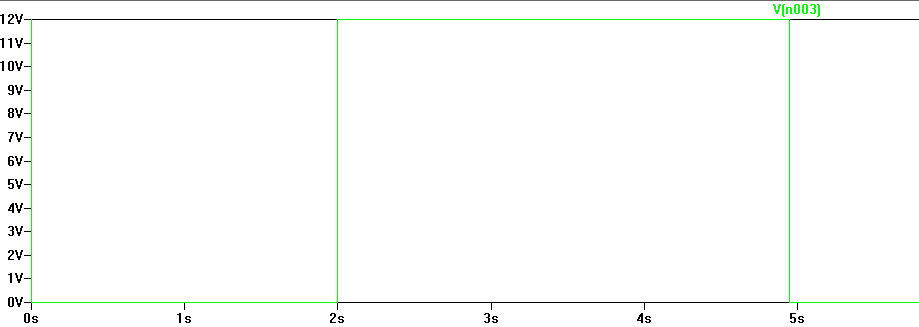 V(n003)
12V
11V
10V
9V
8V
7V
6V
5V
4V
3V
2V
1V
0V
0s 1s 2s 3s 4s 5s